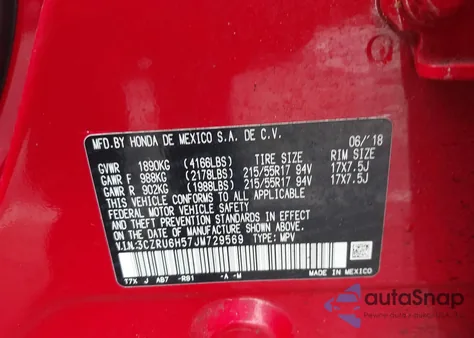 MFD.BY HONDA DE MEXICO S.A. DE C.V.
06/'18
GVWR 1890KG (4166LBS) TIRE SIZE RIM SIZE
GAWR F 988KG (2178LBS) 215/55R17 94V 17X7.5J
GAWR R 902KG (1988LBS) 215/55R17 94V 17X7.5J
THIS VEHICLE CONFORMS TO ALL APPLICABLE
FEDERAL MOTOR VEHICLE SAFETY AND
THEFT PREVENTION STANDARDS IN EFFECT
ON THE DATE OF MANUFACTURE SHOWN ABOVE.
V.I.N:3CZRU6H57JM729569 TYPE: MPV
T7X J AB7 -R81 -A -M
MADE IN MEXICO
autoSnap